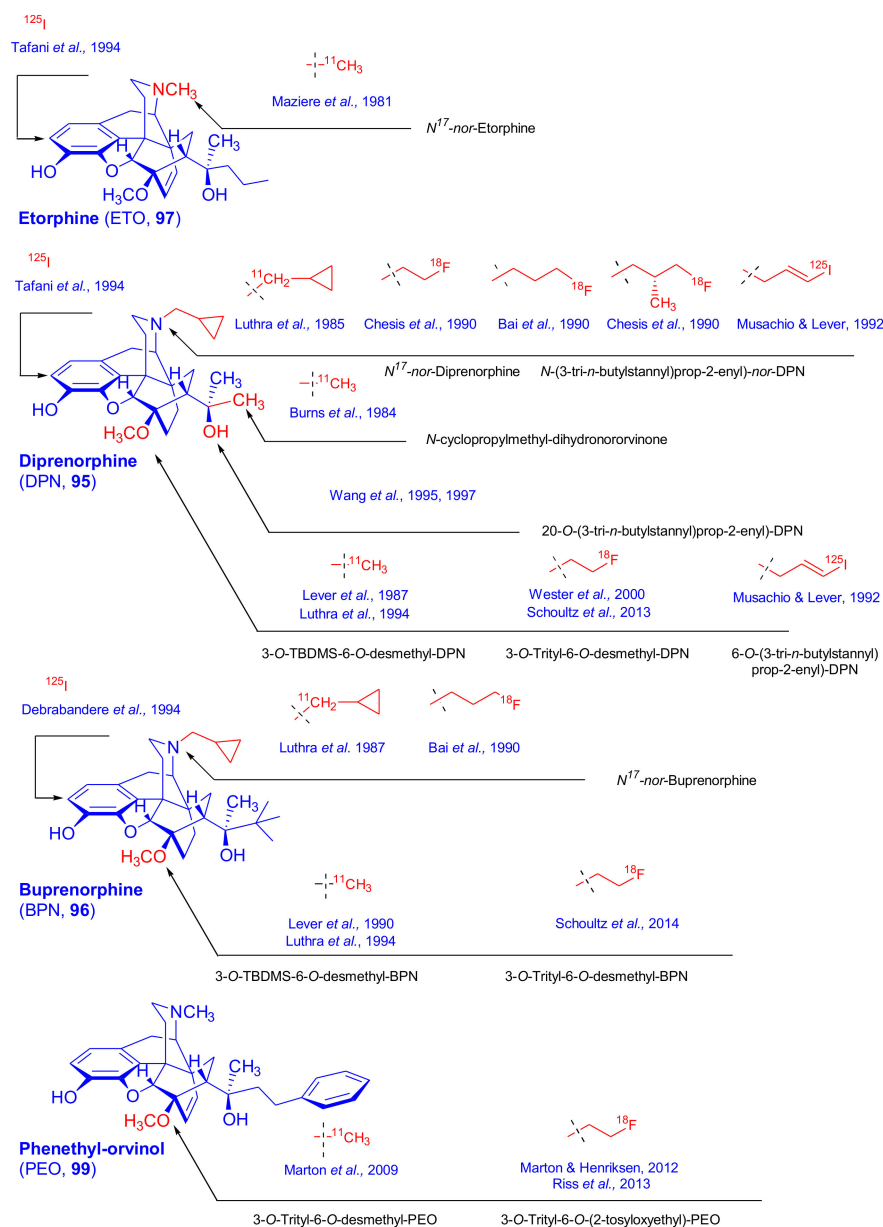 125I
Tafani et al., 1994
NCH3
11CH3
Maziere et al., 1981
N17-nor-Etorphine
H
H
CH3
HO
O
H3CO
OH
Etorphine (ETO, 97)
125I
Tafani et al., 1994
11CH2
18F
18F
18F
CH3
125I
Luthra et al., 1985
Chesis et al., 1990
Bai et al., 1990
Chesis et al., 1990
Musachio & Lever, 1992
N
N17-nor-Diprenorphine
N-(3-tri-n-butylstannyl)prop-2-enyl)-nor-DPN
H
H
CH3
CH3
HO
O
H3CO
OH
11CH3
Burns et al., 1984
N-cyclopropylmethyl-dihydronororvinone
Diprenorphine
(DPN, 95)
Wang et al., 1995, 1997
20-O-(3-tri-n-butylstannyl)prop-2-enyl)-DPN
11CH3
18F
125I
Lever et al., 1987
Luthra et al., 1994
Wester et al., 2000
Schoultz et al., 2013
Musachio & Lever, 1992
3-O-TBDMS-6-O-desmethyl-DPN
3-O-Trityl-6-O-desmethyl-DPN
6-O-(3-tri-n-butylstannyl)
prop-2-enyl)-DPN
125I
Debrabandere et al., 1994
11CH2
18F
Luthra et al. 1987
Bai et al., 1990
N
N17-nor-Buprenorphine
H
H
CH3
HO
O
H3CO
OH
Buprenorphine
(BPN, 96)
11CH3
18F
Lever et al., 1990
Luthra et al., 1994
Schoultz et al., 2014
3-O-TBDMS-6-O-desmethyl-BPN
3-O-Trityl-6-O-desmethyl-BPN
NCH3
H
H
CH3
HO
O
H3CO
OH
Phenethyl-orvinol
(PEO, 99)
11CH3
18F
Marton et al., 2009
Marton & Henriksen, 2012
Riss et al., 2013
3-O-Trityl-6-O-desmethyl-PEO
3-O-Trityl-6-O-(2-tosyloxyethyl)-PEO